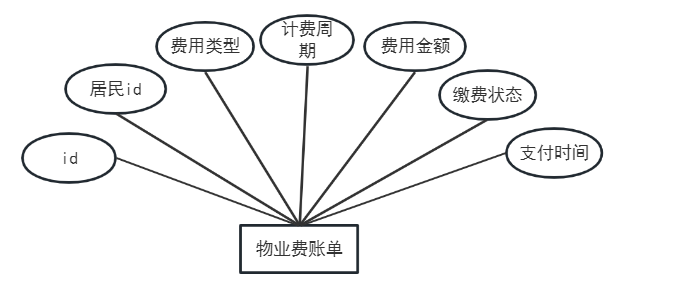 计费周
期
费用类型
费用金额
居民id
缴费状态
id
支付时间
物业费账单